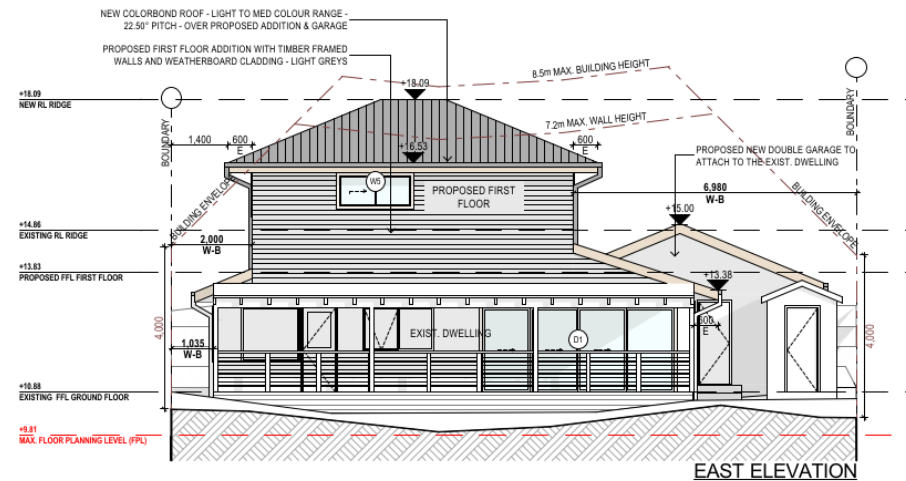 NEW COLORBOND ROOF - LIGHT TO MED COLOUR RANGE -
22.50° PITCH - OVER PROPOSED ADDITION & GARAGE
PROPOSED FIRST FLOOR ADDITION WITH TIMBER FRAMED
WALLS AND WEATHERBOARD CLADDING - LIGHT GREYS
8.5m MAX. BUILDING HEIGHT
+18.09
+18.09
NEW RL RIDGE
7.2m MAX. WALL HEIGHT
BOUNDARY
BOUNDARY
1,400
600
E
+16.53
600
E
PROPOSED NEW DOUBLE GARAGE TO
ATTACH TO THE EXIST. DWELLING
W5
PROPOSED FIRST
FLOOR
6,980
W-B
BUILDING ENVELOPE
BUILDING ENVELOPE
+15.00
+14.86
EXISTING RL RIDGE
2,000
W-B
+13.83
PROPOSED FFL FIRST FLOOR
+13.38
4,000
600
E
EXIST. DWELLING
D1
1,035
W-B
4,000
+10.88
EXISTING FFL GROUND FLOOR
+9.81
MAX. FLOOR PLANNING LEVEL (FPL)
EAST ELEVATION